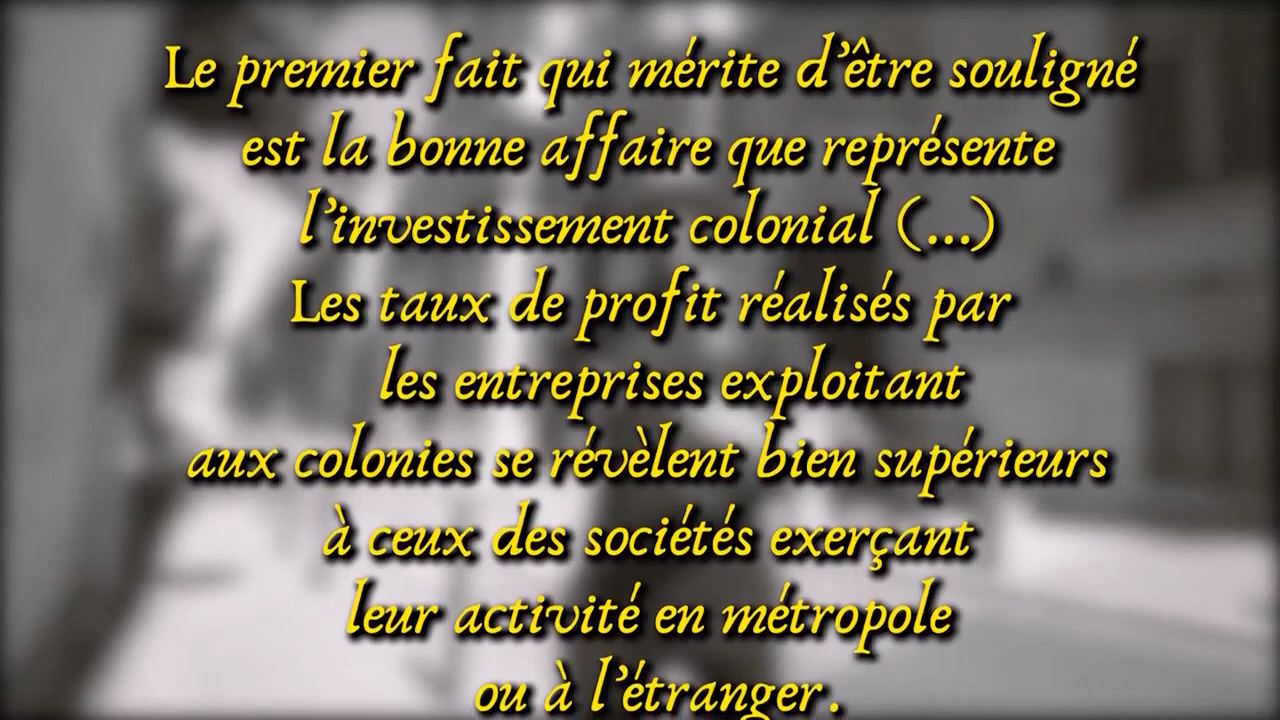 Le premier fait qui mérite d'être souligné
est la bonne affaire que représente
l'investissement colonial (...)
Les taux de profit réalisés par
les entreprises exploitant
aux colonies se révèlent bien supérieurs
à ceux des sociétés exerçant
leur activité en métropole
ou à l'étranger.